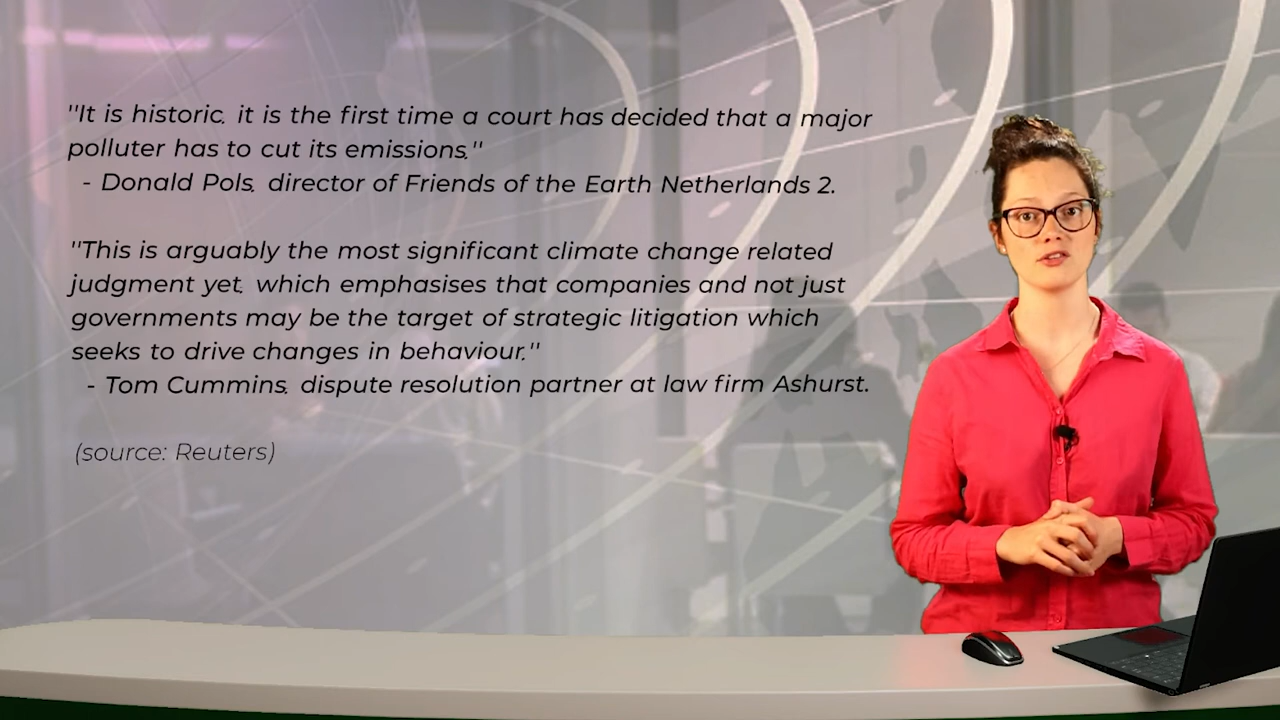 "It is historic, it is the first time a court has decided that a major
polluter has to cut its emissions,"
- Donald Pols, director of Friends of the Earth Netherlands 2.
"This is arguably the most significant climate change related
judgment yet, which emphasises that companies and not just
governments may be the target of strategic litigation which
seeks to drive changes in behaviour,"
- Tom Cummins, dispute resolution partner at law firm Ashurst.
(source: Reuters)